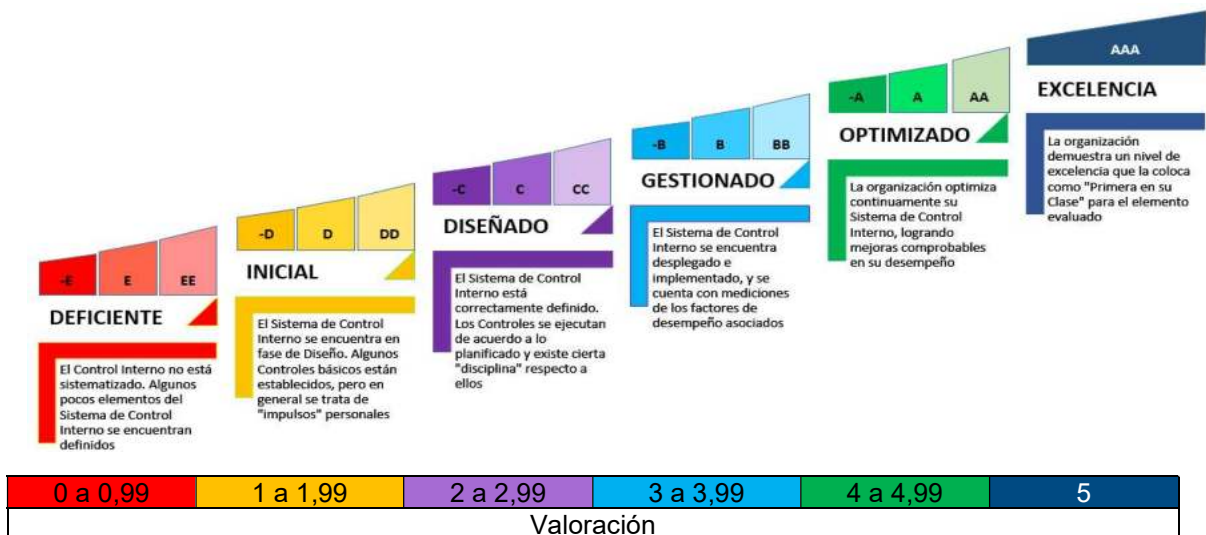 -E E EE
DEFICIENTE
El Control Interno no está
sistematizado. Algunos
pocos elementos del
Sistema de Control
Interno se encuentran
definidos
-D D DD
INICIAL
El Sistema de Control
Interno se encuentra en
fase de Diseño. Algunos
Controles básicos están
establecidos, pero en
general se trata de
"impulsos" personales
-C C CC
DISEÑADO
El Sistema de Control
Interno está
correctamente definido.
Los Controles se ejecutan
de acuerdo a lo
planificado y existe cierta
"disciplina" respecto a
ellos
-B B BB
GESTIONADO
El Sistema de Control
Interno se encuentra
desplegado e
implementado, y se
cuenta con mediciones
de los factores de
desempeño asociados
-A A AA
OPTIMIZADO
La organización optimiza
continuamente su
Sistema de Control
Interno, logrando
mejoras comprobables
en su desempeño
AAA
EXCELENCIA
La organización
demuestra un nivel de
excelencia que la coloca
como "Primera en su
Clase" para el elemento
evaluado
0 a 0,99 1 a 1,99 2 a 2,99 3 a 3,99 4 a 4,99 5
Valoración